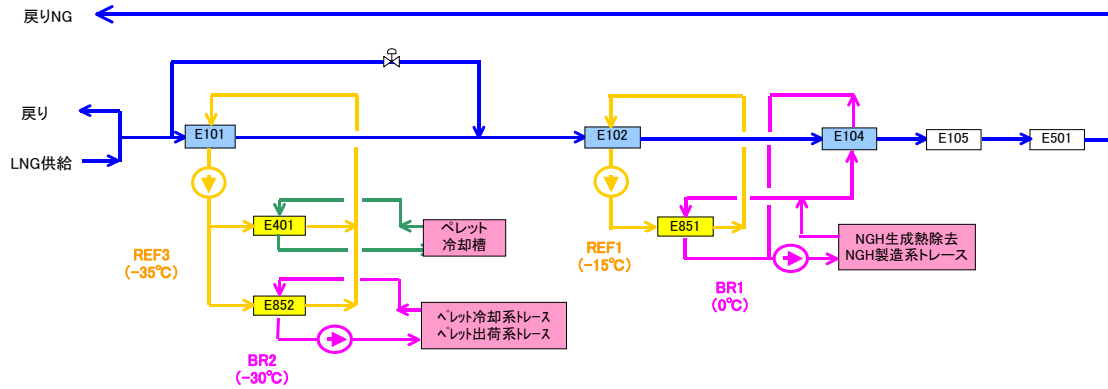 戻りNG
戻り
LNG供給
E101
E102
E104
E105
E501
E401
ペレット
冷却槽
E851
NGH生成熱除去
NGH製造系トレース
REF3
(-35℃)
REF1
(-15℃)
BR1
(0℃)
E852
ペレット冷却系トレース
ペレット出荷系トレース
BR2
(-30℃)